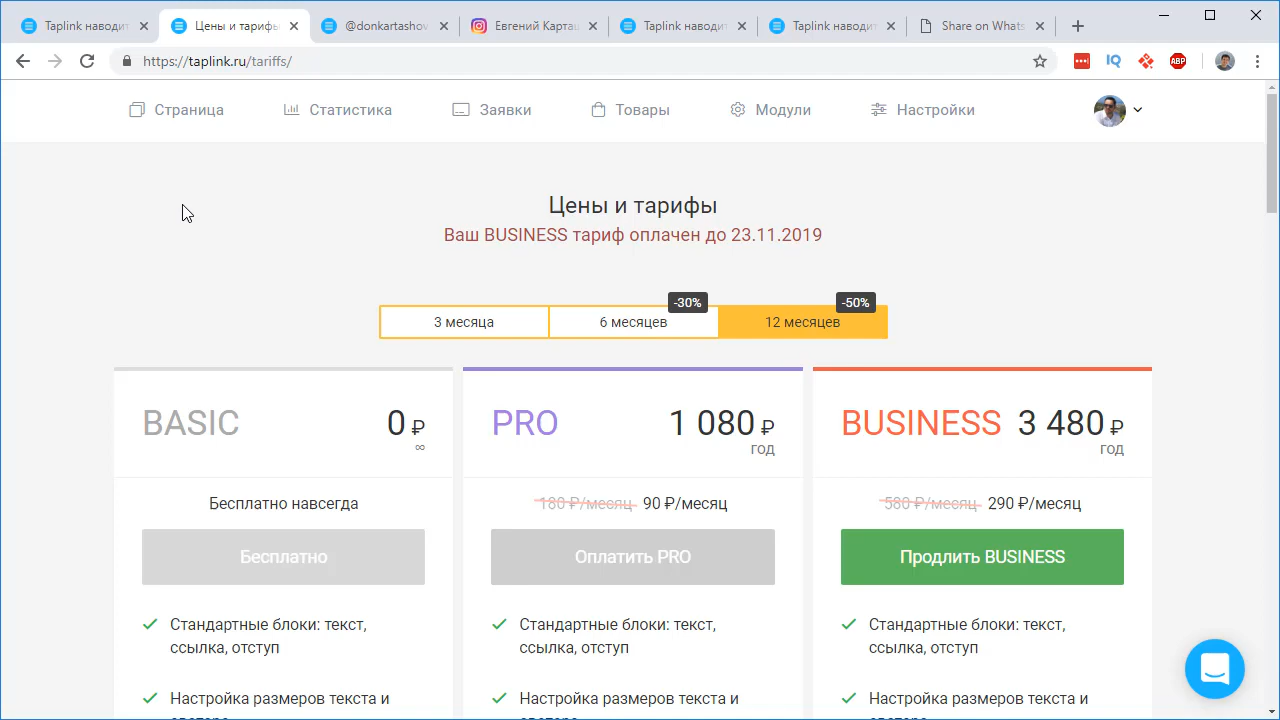 Taplink наводит
Цены и тарифы
@donkartashov
Евгений Карташ
Taplink наводит
Taplink наводит
Share on Whats
https://taplink.ru/tariffs/
IQ
ABP
Страница
Статистика
Заявки
Товары
Модули
Настройки
Цены и тарифы
Ваш BUSINESS тариф оплачен до 23.11.2019
-30%
-50%
3 месяца
6 месяцев
12 месяцев
BASIC
0 ₽
∞
PRO
1 080 ₽
год
BUSINESS
3 480 ₽
год
Бесплатно навсегда
180 ₽/месяц 90 ₽/месяц
580 ₽/месяц 290 ₽/месяц
Бесплатно
Оплатить PRO
Продлить BUSINESS
Стандартные блоки: текст,
ссылка, отступ
Стандартные блоки: текст,
ссылка, отступ
Стандартные блоки: текст,
ссылка, отступ
Настройка размеров текста и
Настройка размеров текста и
Настройка размеров текста и